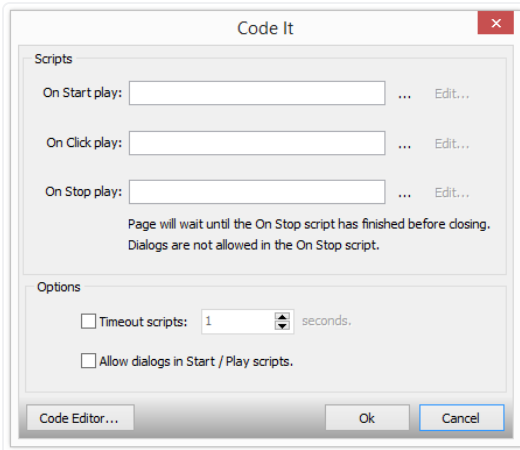 Code It
Scripts
On Start play: ... Edit...
On Click play: ... Edit...
On Stop play: ... Edit...
Page will wait until the On Stop script has finished before closing.
Dialogs are not allowed in the On Stop script.
Options
Timeout scripts: 1 seconds.
Allow dialogs in Start / Play scripts.
Code Editor... Ok Cancel